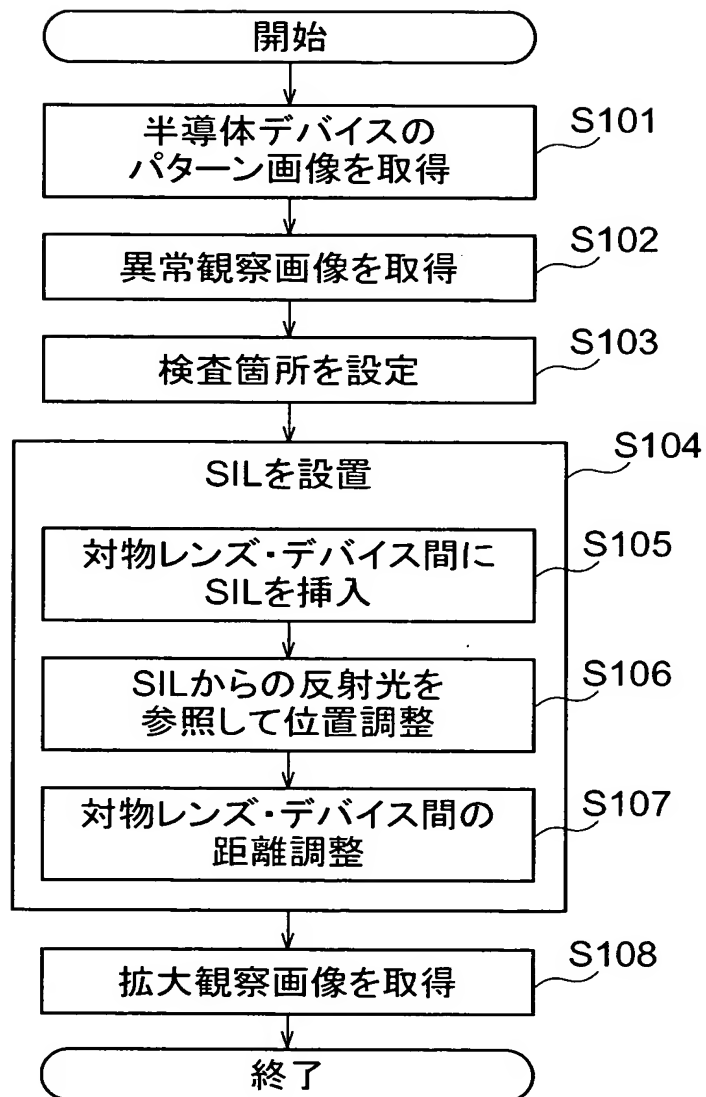 開始
S101
半導体デバイスの
パターン画像を取得
S102
異常観察画像を取得
S103
検査箇所を設定
S104
SILを設置
S105
対物レンズ・デバイス間に
SILを挿入
S106
SILからの反射光を
参照して位置調整
S107
対物レンズ・デバイス間の
距離調整
S108
拡大観察画像を取得
終了